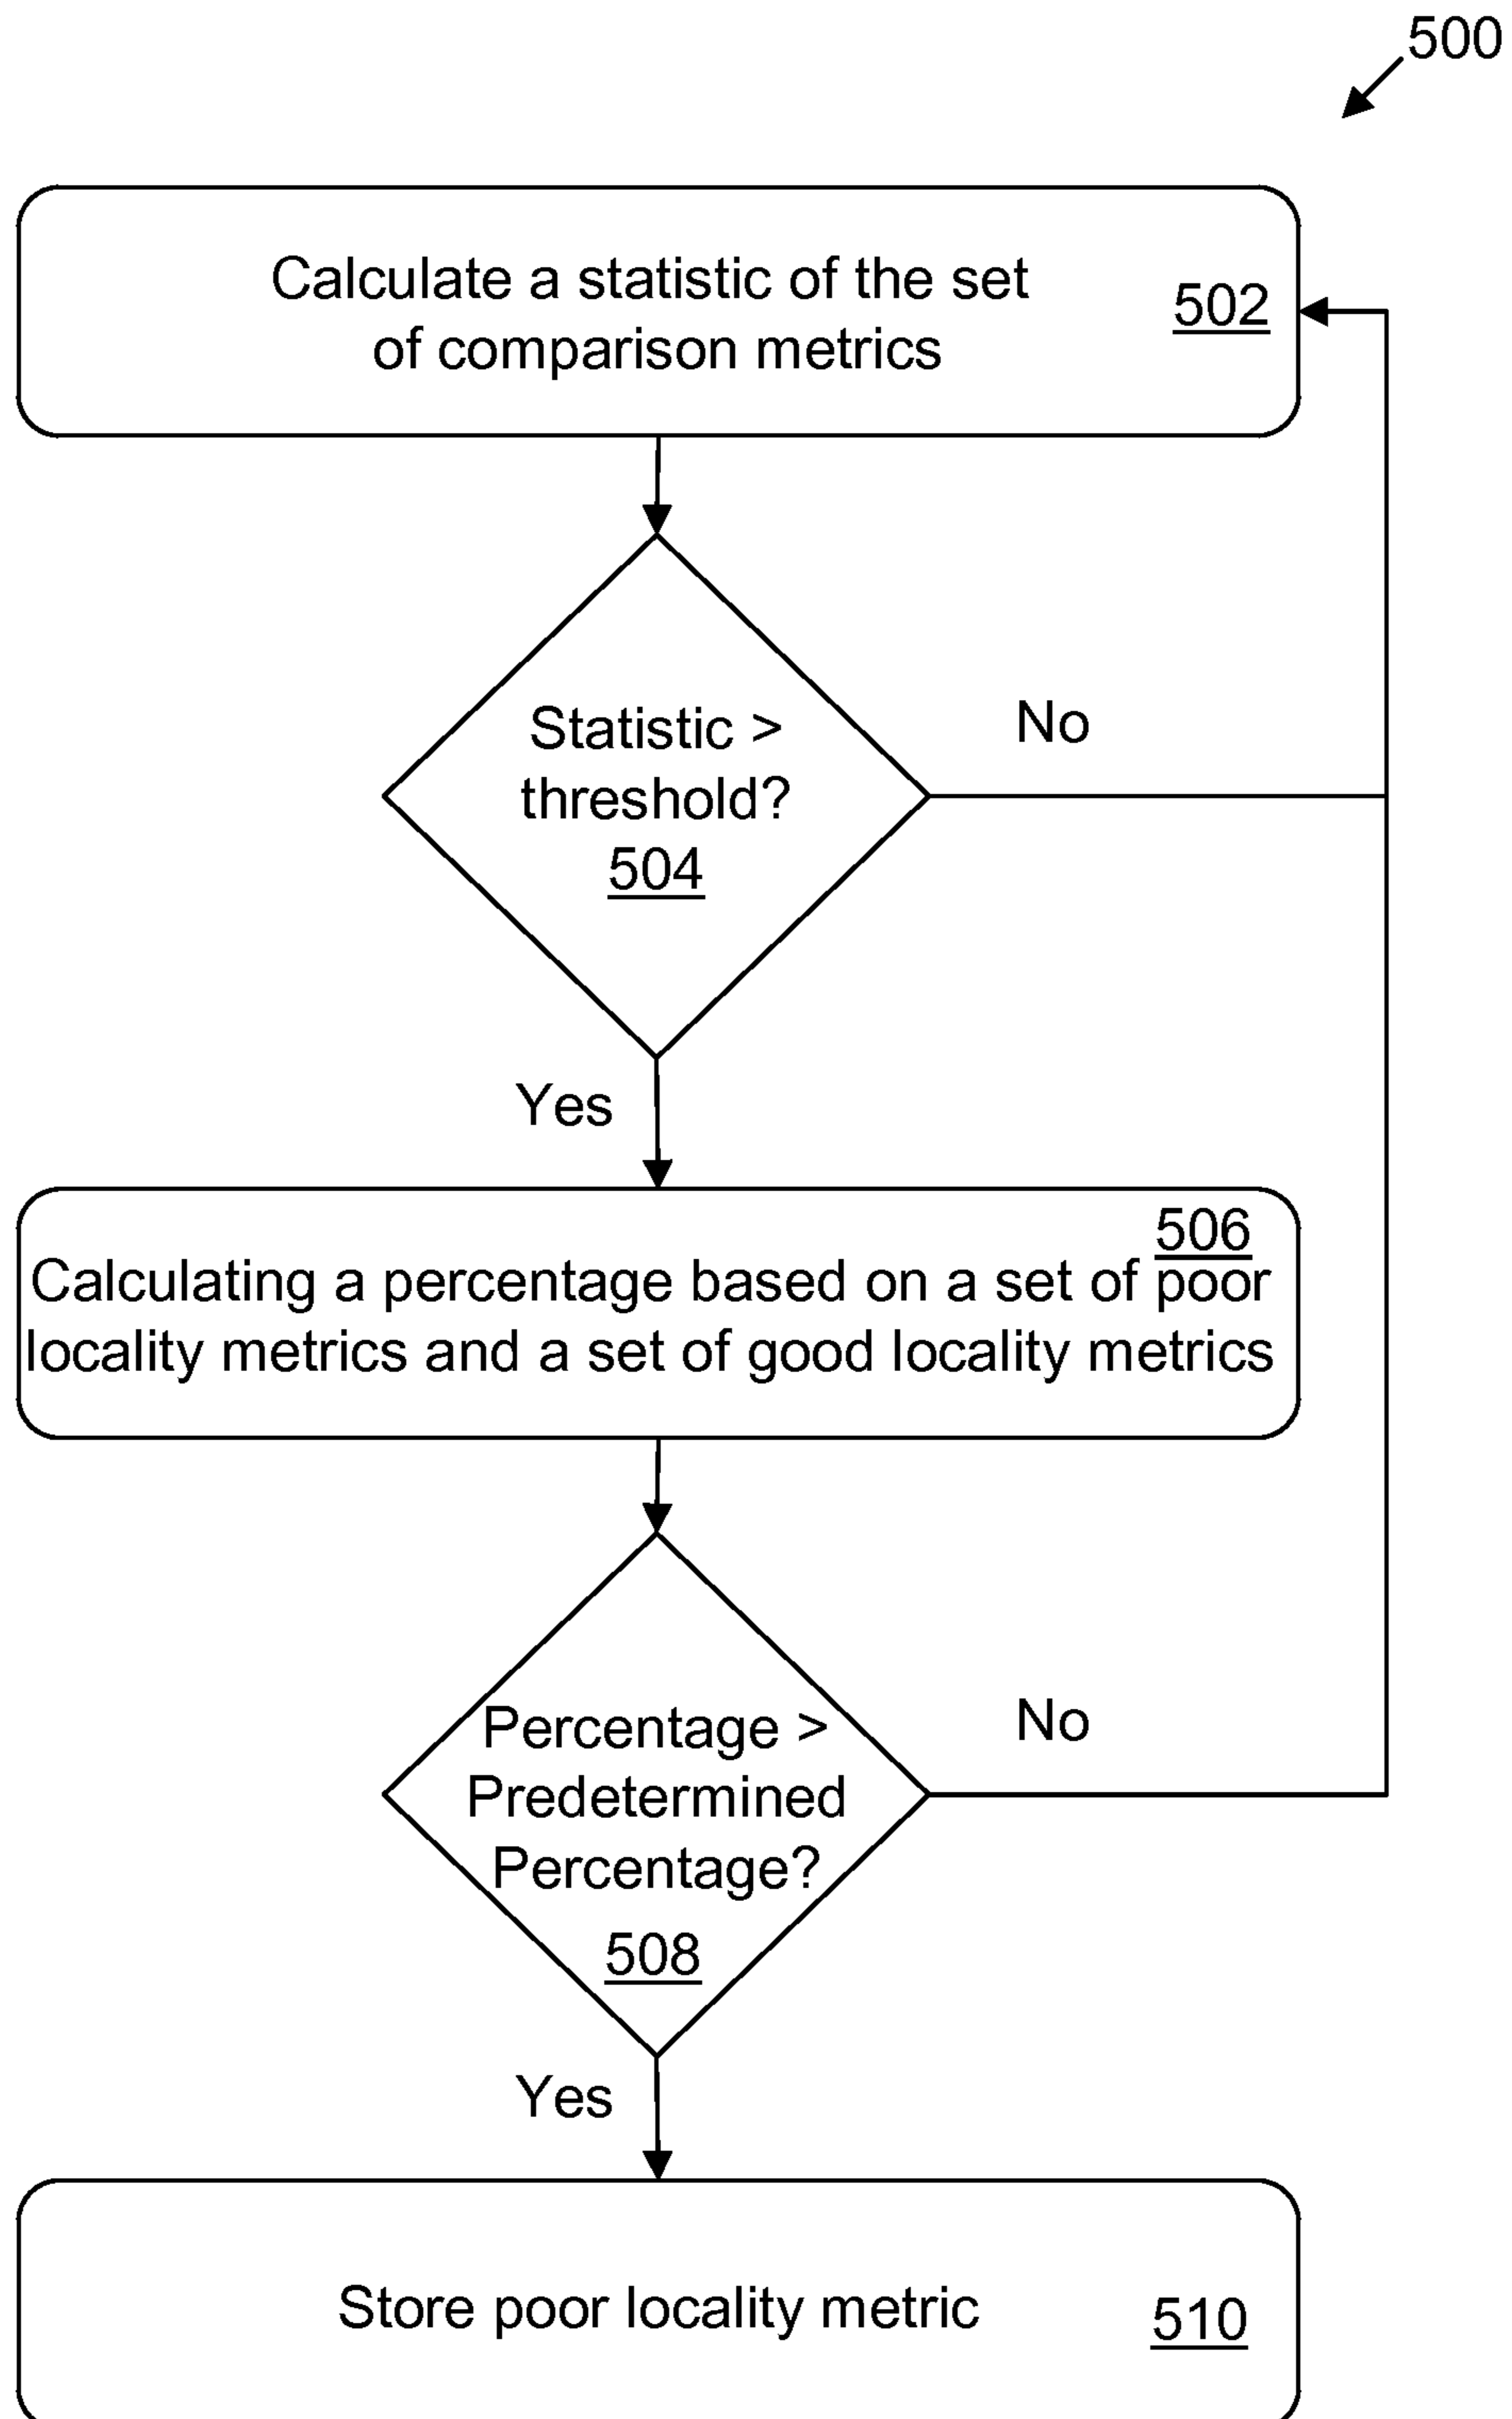 500
Calculate a statistic of the set
of comparison metrics
502
Statistic >
threshold?
504
No
Yes
506
Calculating a percentage based on a set of poor
locality metrics and a set of good locality metrics
Percentage >
Predetermined
Percentage?
508
No
Yes
Store poor locality metric
510